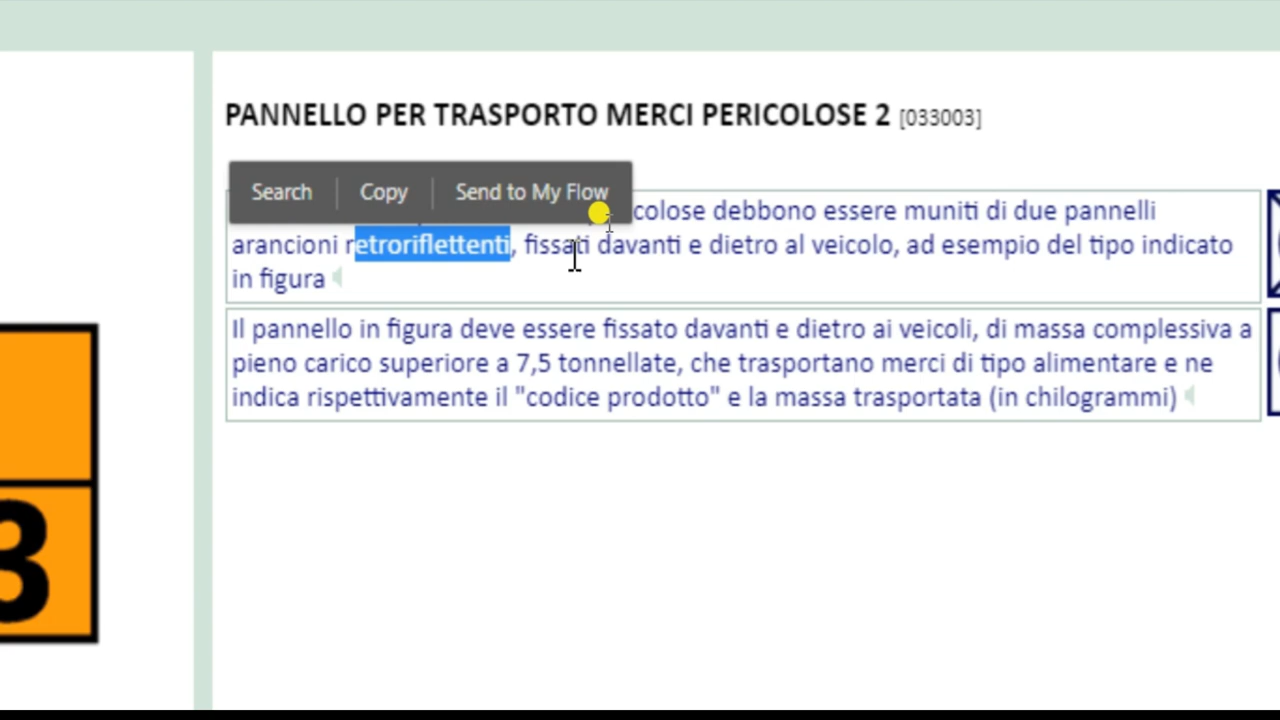 PANNELLO PER TRASPORTO MERCI PERICOLOSE 2 [033003]
Search Copy Send to My Flow
colose debbono essere muniti di due pannelli
arancioni retroriflettenti, fissati davanti e dietro al veicolo, ad esempio del tipo indicato
in figura
Il pannello in figura deve essere fissato davanti e dietro ai veicoli, di massa complessiva a
pieno carico superiore a 7,5 tonnellate, che trasportano merci di tipo alimentare e ne
indica rispettivamente il "codice prodotto" e la massa trasportata (in chilogrammi)
3